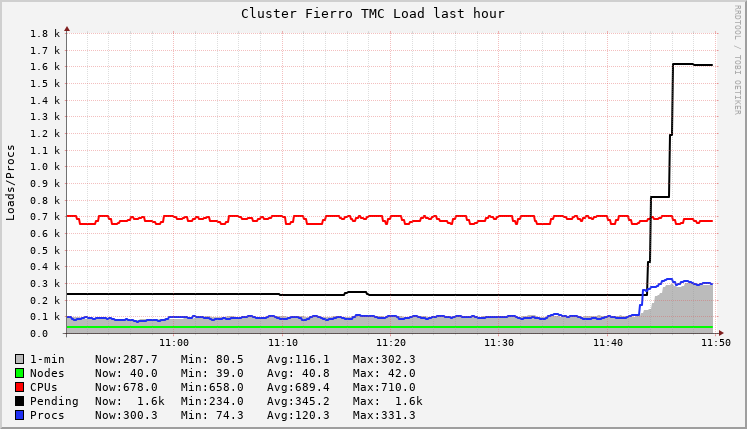 Cluster Fierro TMC Load last hour
RRDTOOL / TOBI OETIKER
Loads/Procs
1.8 k
1.7 k
1.6 k
1.5 k
1.4 k
1.3 k
1.2 k
1.1 k
1.0 k
0.9 k
0.8 k
0.7 k
0.6 k
0.5 k
0.4 k
0.3 k
0.2 k
0.1 k
0.0
11:00 11:10 11:20 11:30 11:40 11:50
1-min Now:287.7 Min: 80.5 Avg:116.1 Max:302.3
Nodes Now: 40.0 Min: 39.0 Avg: 40.8 Max: 42.0
CPUs Now:678.0 Min:658.0 Avg:689.4 Max:710.0
Pending Now: 1.6k Min:234.0 Avg:345.2 Max: 1.6k
Procs Now:300.3 Min: 74.3 Avg:120.3 Max:331.3